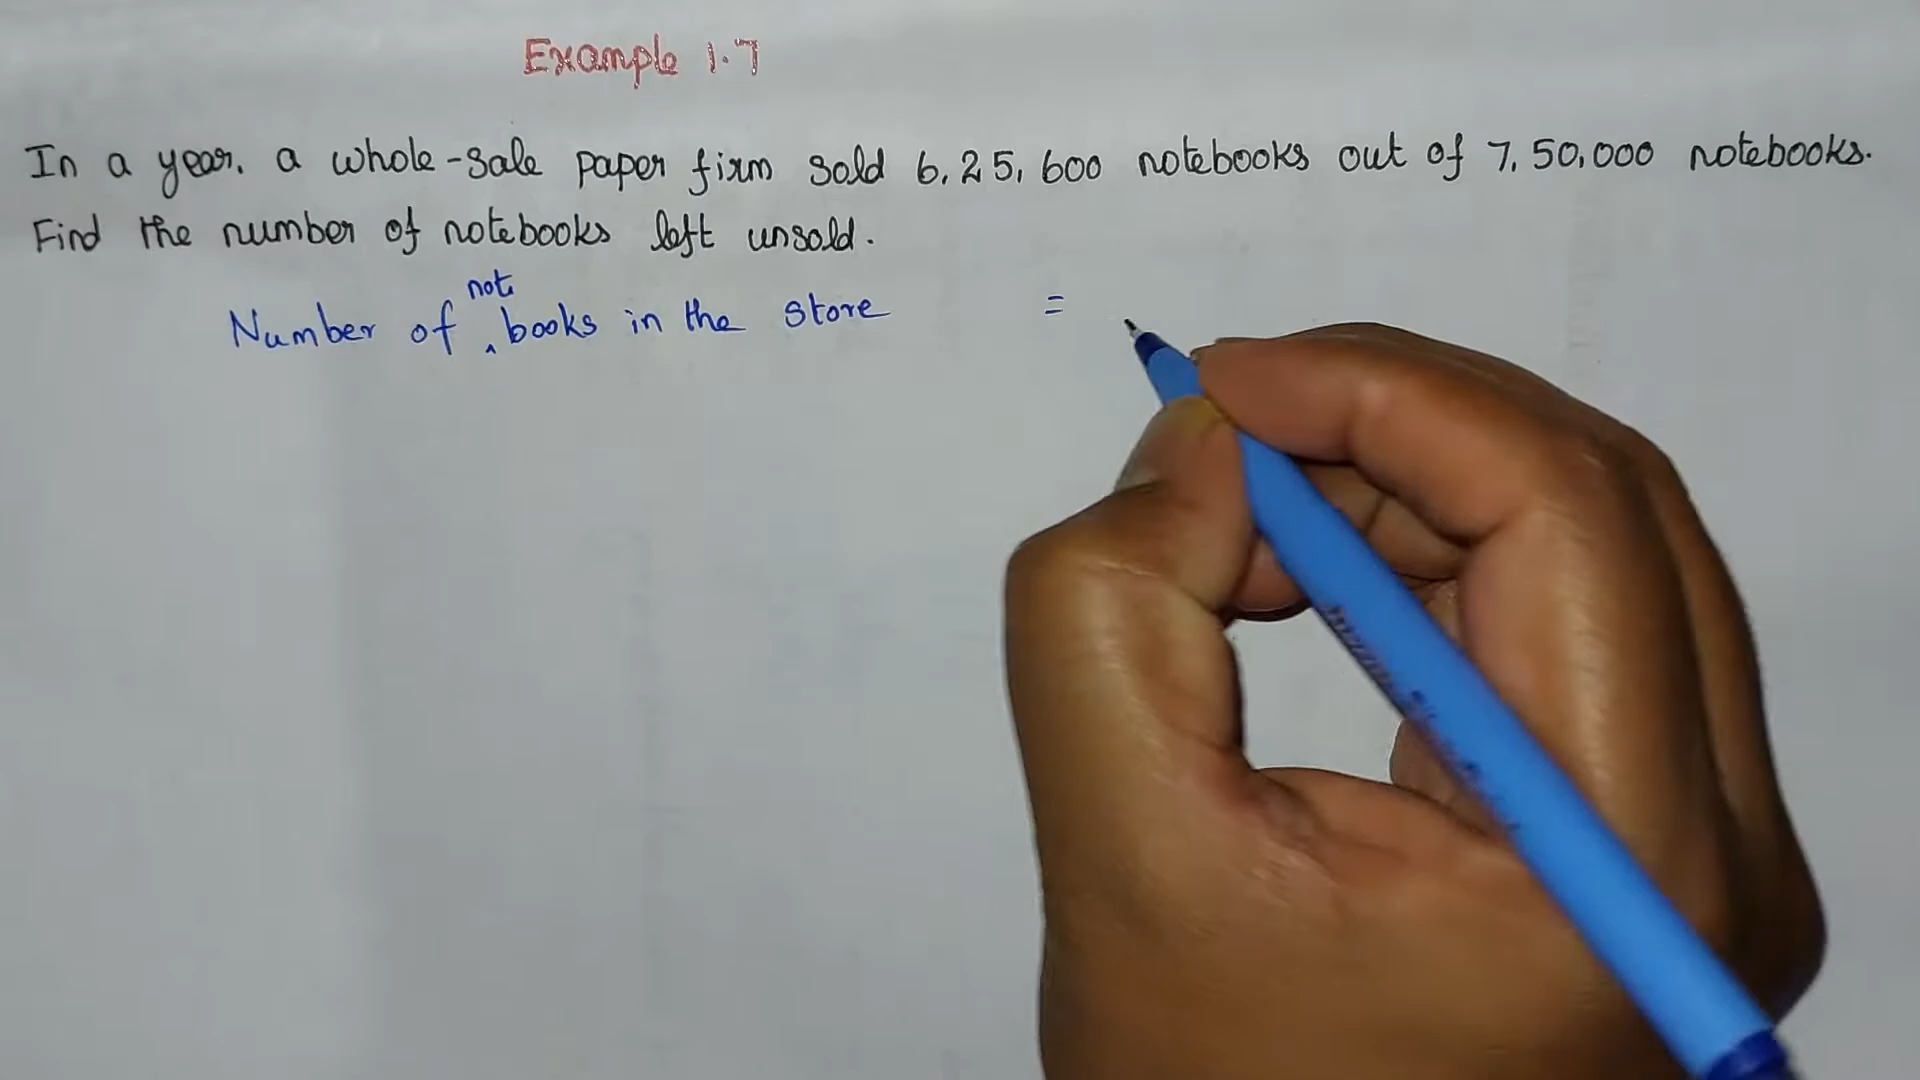 Example 1.7
In a year, a whole-sale paper firm sold 6,25,600 notebooks out of 7,50,000 notebooks.
Find the number of notebooks left unsold.
not
Number of ^ books in the store =